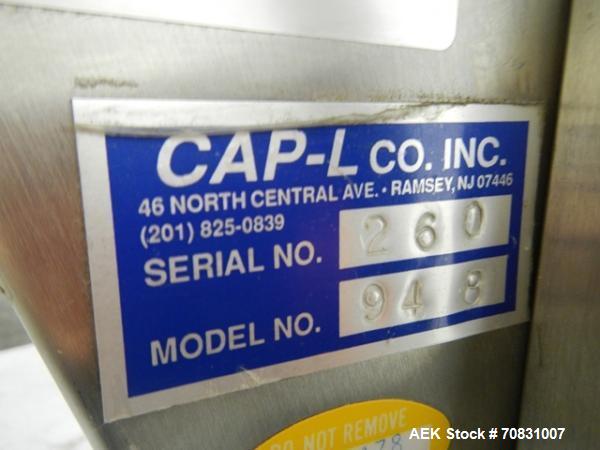 CAP-L CO. INC.
46 NORTH CENTRAL AVE. • RAMSEY, NJ 07446
(201) 825-0839
SERIAL NO. 260
MODEL NO. 948
DO NOT REMOVE
78
AEK Stock # 70831007